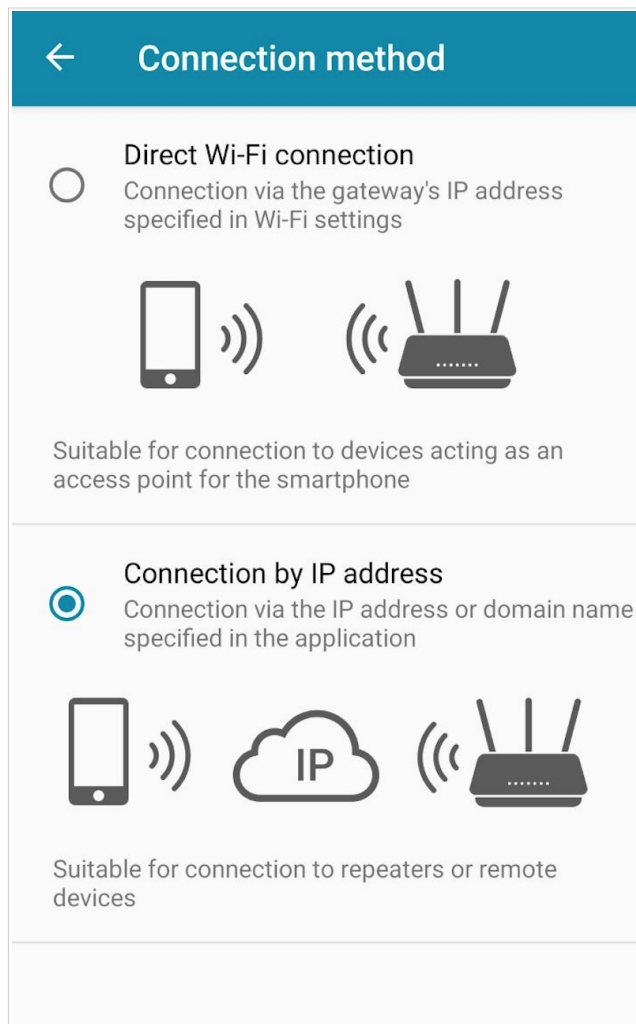 Connection method
Direct Wi-Fi connection
Connection via the gateway's IP address
specified in Wi-Fi settings
Suitable for connection to devices acting as an
access point for the smartphone
Connection by IP address
Connection via the IP address or domain name
specified in the application
IP
Suitable for connection to repeaters or remote
devices